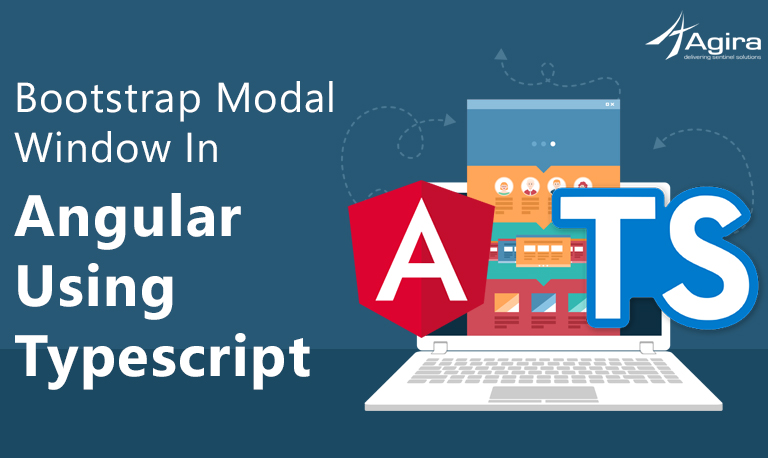 Agira
delivering sentinel solutions
Bootstrap Modal
Window In
Angular
Using
Typescript
A
TS